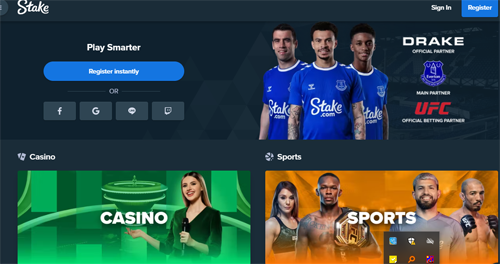 Stake
Sign In
Register
Play Smarter
Register instantly
OR
DRAKE
OFFICIAL PARTNER
Everton
MAIN PARTNER
UFC
OFFICIAL BETTING PARTNER
Stake
.com
Stake
.com
Stake
.com
Casino
Sports
CASINO
SPORTS